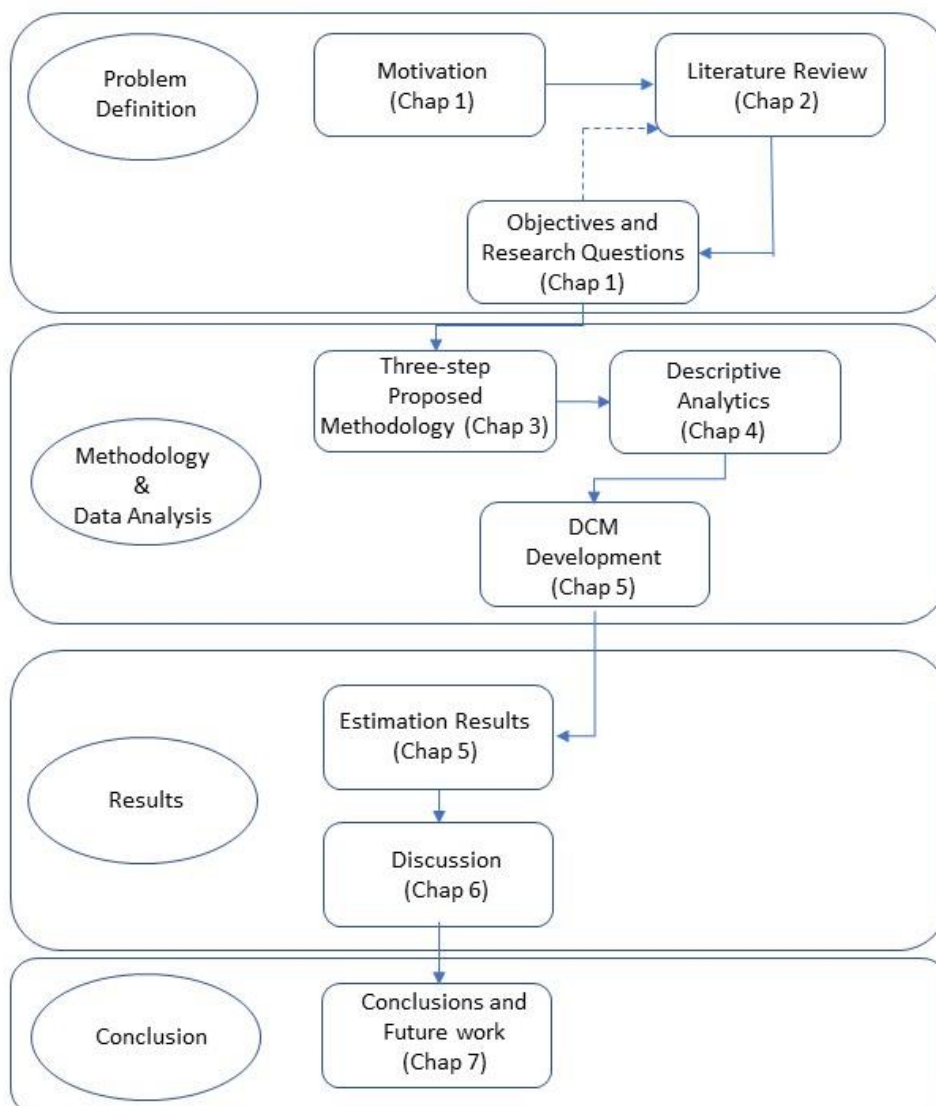 Problem
Definition
Motivation
(Chap 1)
Literature Review
(Chap 2)
Objectives and
Research Questions
(Chap 1)
Methodology
&
Data Analysis
Three-step
Proposed
Methodology (Chap 3)
Descriptive
Analytics
(Chap 4)
DCM
Development
(Chap 5)
Results
Estimation Results
(Chap 5)
Discussion
(Chap 6)
Conclusion
Conclusions and
Future work
(Chap 7)